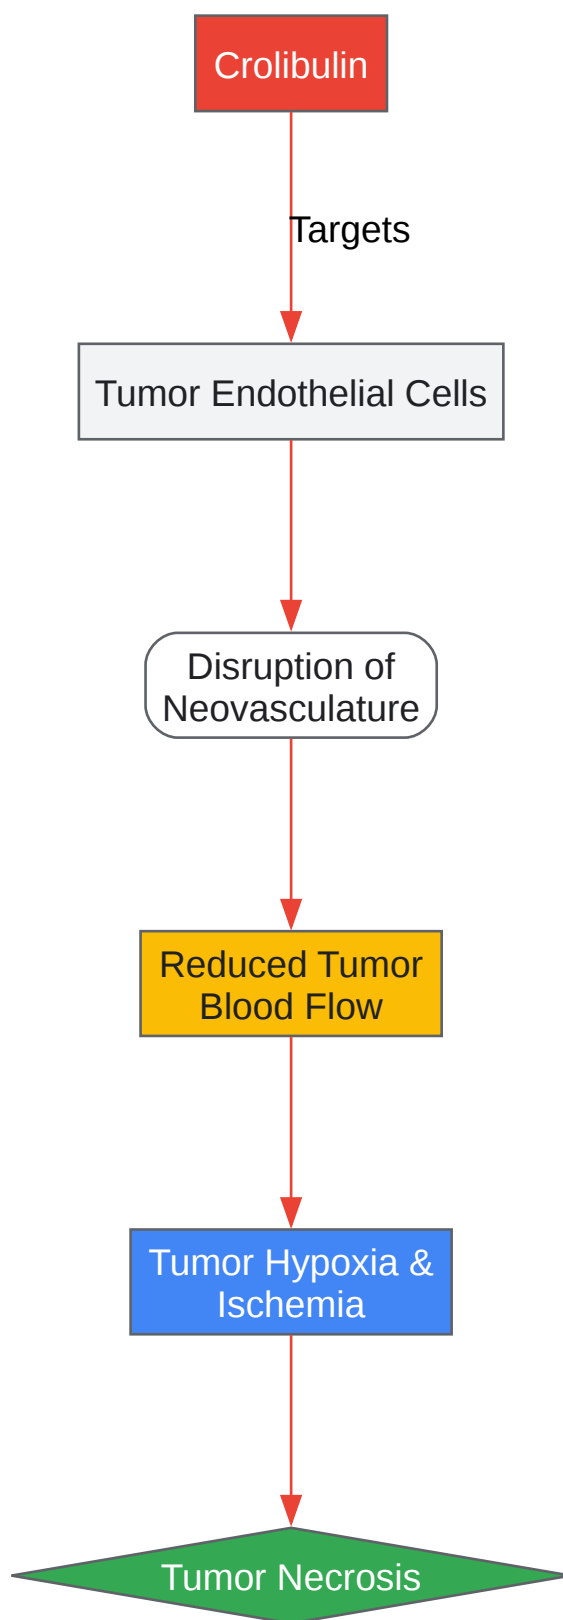 Crolibulin
Targets
Tumor Endothelial Cells
Disruption of
Neovasculature
Reduced Tumor
Blood Flow
Tumor Hypoxia &
Ischemia
Tumor Necrosis